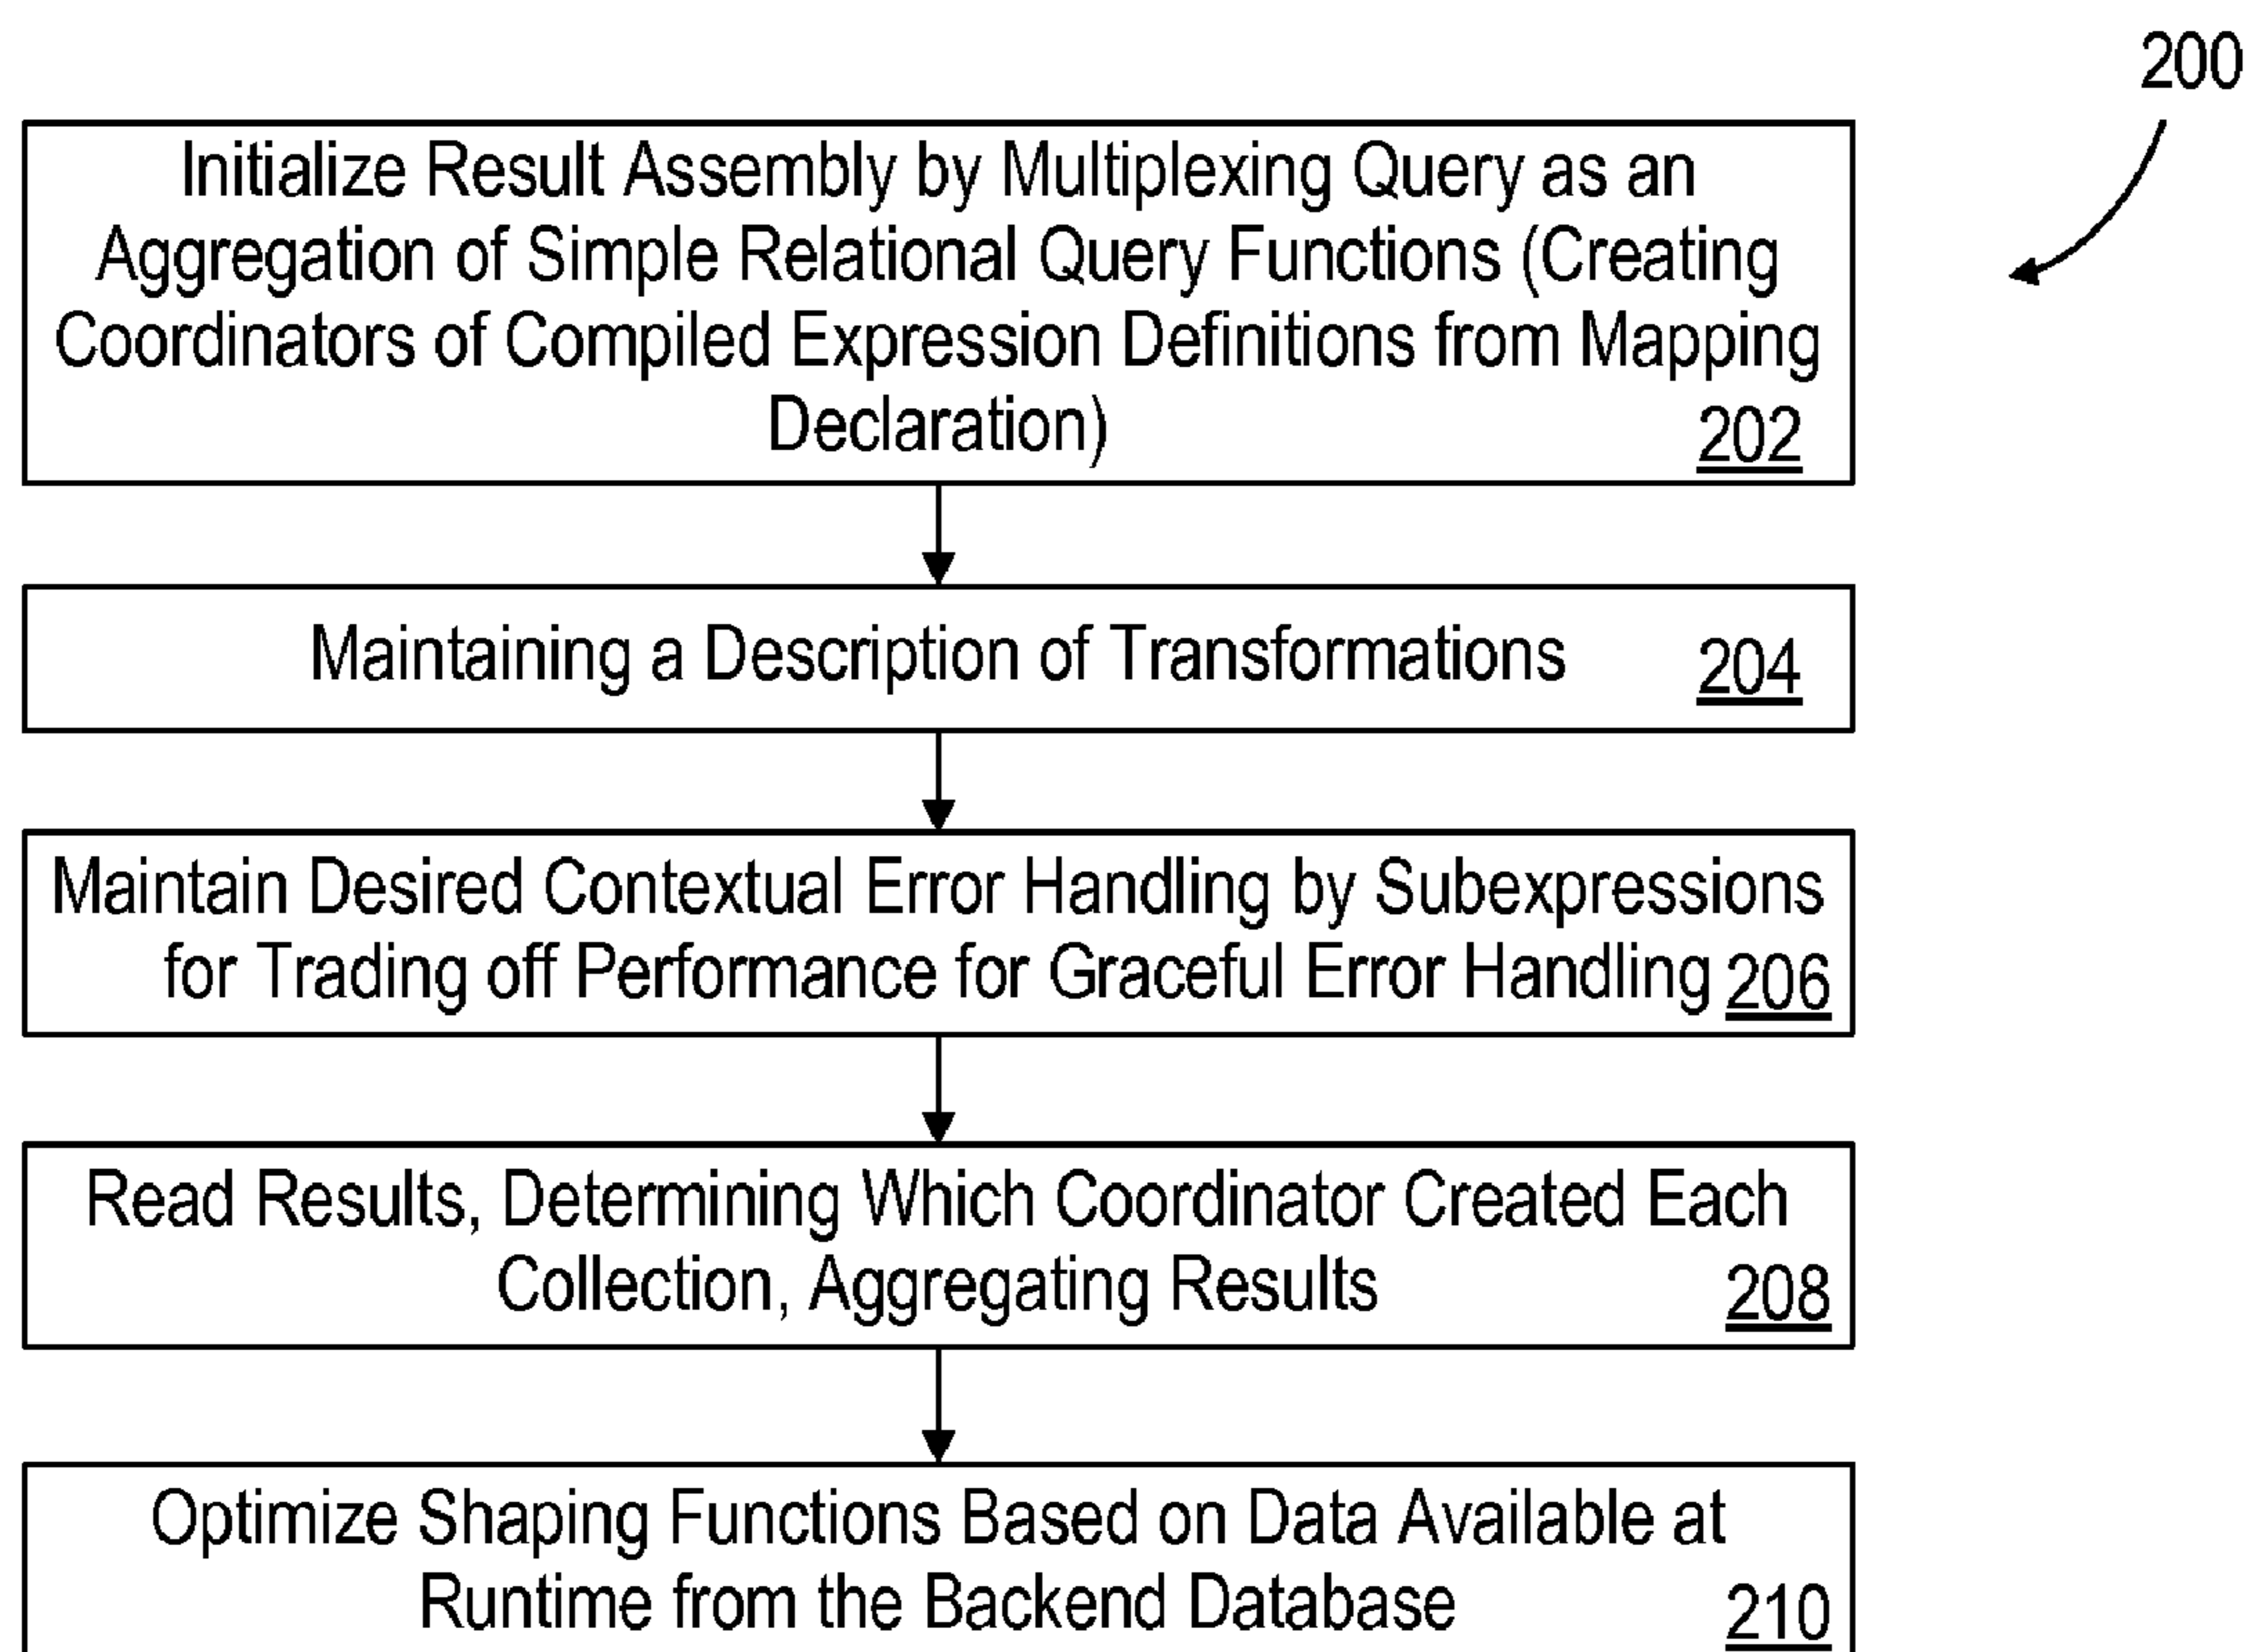 200
Initialize Result Assembly by Multiplexing Query as an
Aggregation of Simple Relational Query Functions (Creating
Coordinators of Compiled Expression Definitions from Mapping
Declaration)
202
Maintaining a Description of Transformations 204
Maintain Desired Contextual Error Handling by Subexpressions
for Trading off Performance for Graceful Error Handling 206
Read Results, Determining Which Coordinator Created Each
Collection, Aggregating Results 208
Optimize Shaping Functions Based on Data Available at
Runtime from the Backend Database 210